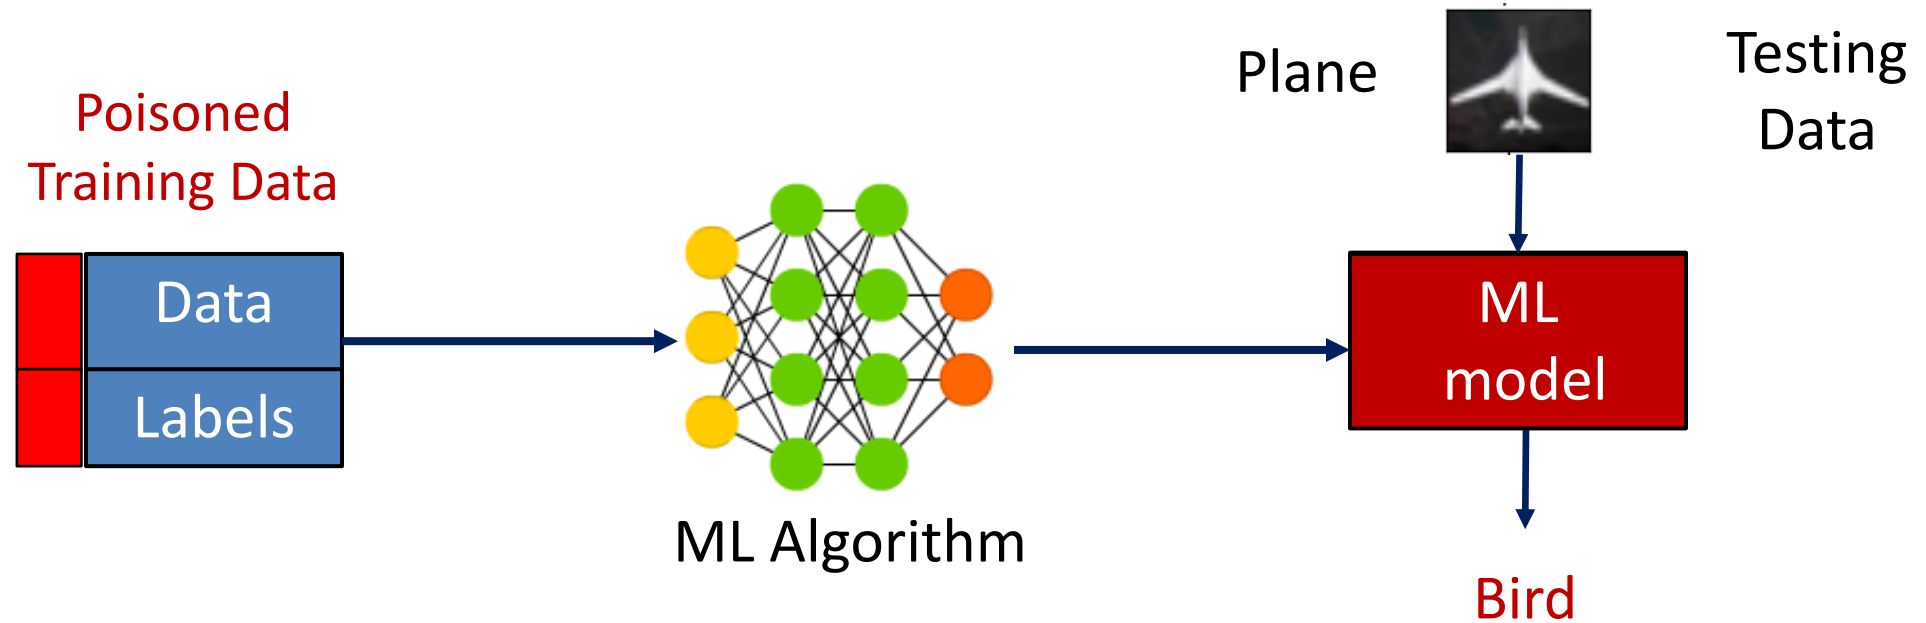 Poisoned
Training Data
Data
Labels
ML Algorithm
Plane
Testing
Data
ML
model
Bird